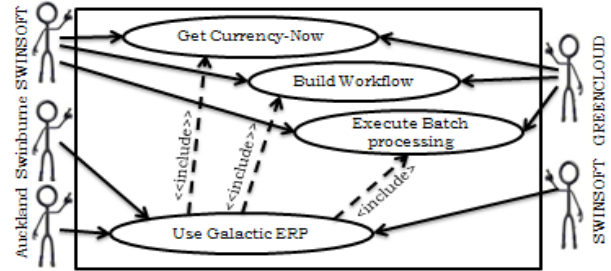 SWINSOFT
Get Currency-Now
Build Workflow
GREENCLOUD
Execute Batch
processing
Swinburne
<<include>>
<<include>>
<include>
Auckland
Use Galactic ERP
SWINSOFT